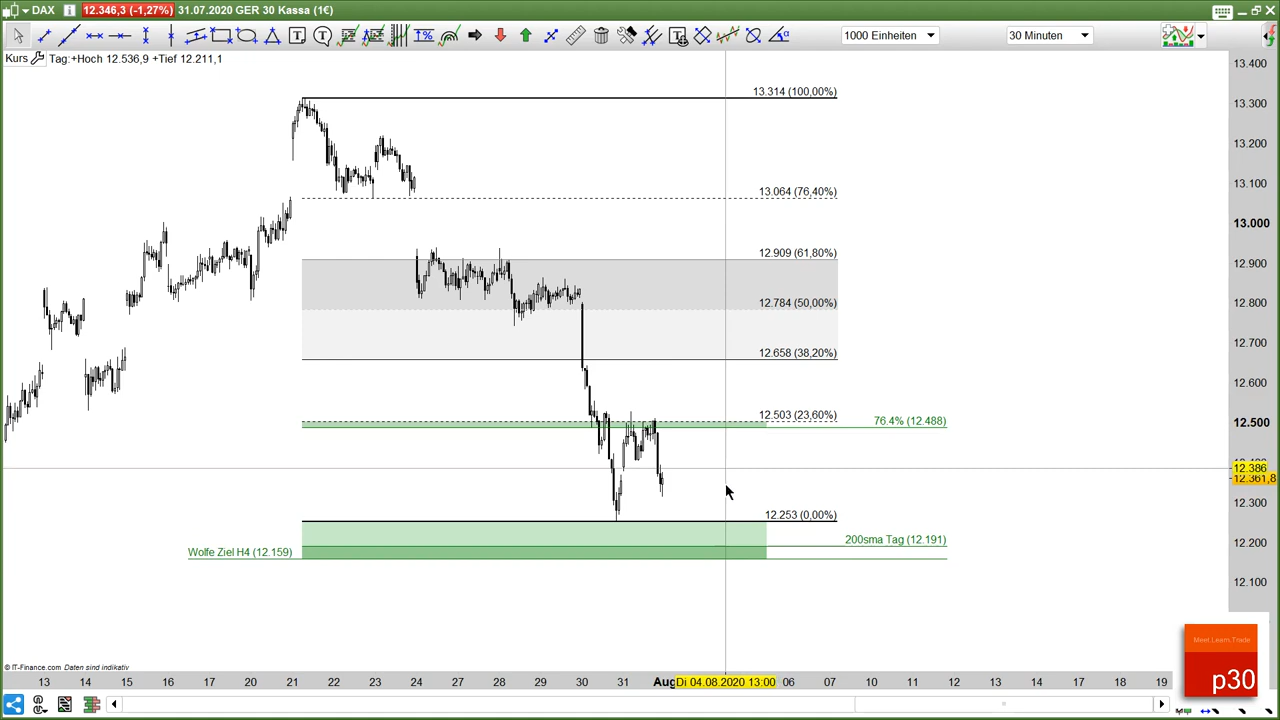 DAX 12.346,3 (-1,27%) 31.07.2020 GER 30 Kassa (1€)
1000 Einheiten 30 Minuten
Kurs Tag:+Hoch 12.536,9 +Tief 12.211,1
13.400
13.314 (100,00%)
13.300
13.200
13.064 (76,40%)
13.100
13.000
12.909 (61,80%)
12.900
12.784 (50,00%)
12.800
12.658 (38,20%)
12.700
12.600
12.503 (23,60%)
76.4% (12.488)
12.500
12.386
12.361,8
12.300
12.253 (0,00%)
200sma Tag (12.191)
12.200
Wolfe Ziel H4 (12.159)
12.100
Meet.Learn.Trade
p30
© IT-Finance.com Daten sind indikativ
13 14 15 16 17 20 21 22 23 24 27 28 29 30 31 Aug Di 04.08.2020 13:00 06 07 10 11 12 13 14 17 18 19